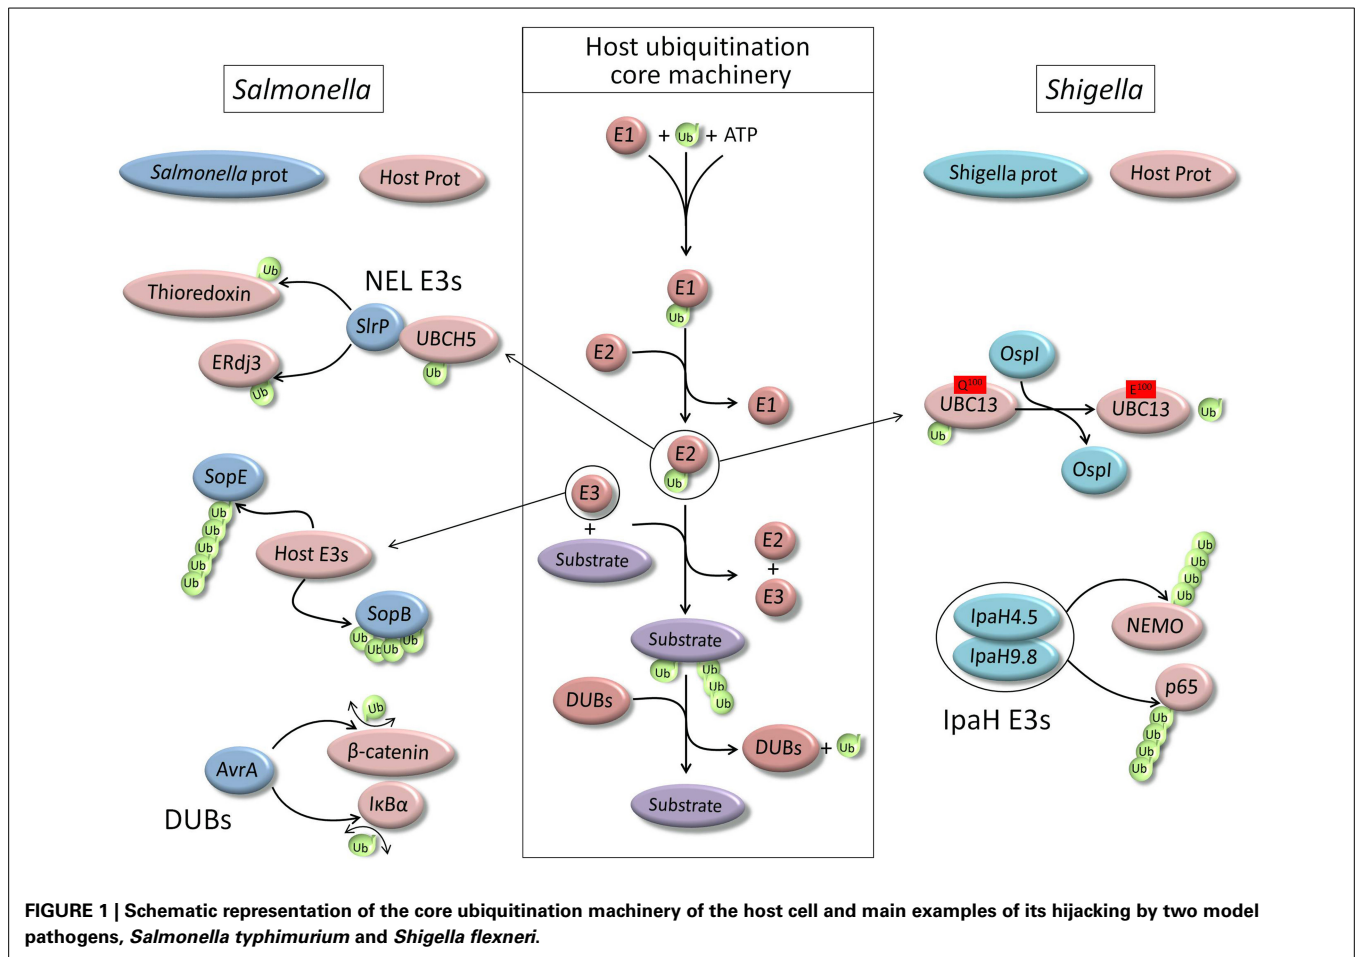 Host ubiquitination
core machinery
Salmonella
Shigella
E1 + Ub + ATP
Salmonella prot
Host Prot
Shigella prot
Host Prot
NEL E3s
Ub
Thioredoxin
SlrP
UBCH5
Ub
ERdj3
Ub
SopE
Ub
Ub
Ub
Ub
Ub
Host E3s
SopB
Ub
Ub
Ub
Ub
Ub
β-catenin
AvrA
IκBα
DUBs
Ub
E1
Ub
E2
E1
E2
Ub
E3
+
Substrate
E2
+
E3
Substrate
Ub
Ub
Ub
Ub
DUBs
DUBs + Ub
Substrate
OspI
Q100
UBC13
Ub
E100
UBC13
Ub
OspI
Ub
Ub
Ub
Ub
IpaH4.5
NEMO
IpaH9.8
p65
IpaH E3s
Ub
Ub
Ub
Ub
FIGURE 1 | Schematic representation of the core ubiquitination machinery of the host cell and main examples of its hijacking by two model
pathogens, Salmonella typhimurium and Shigella flexneri.